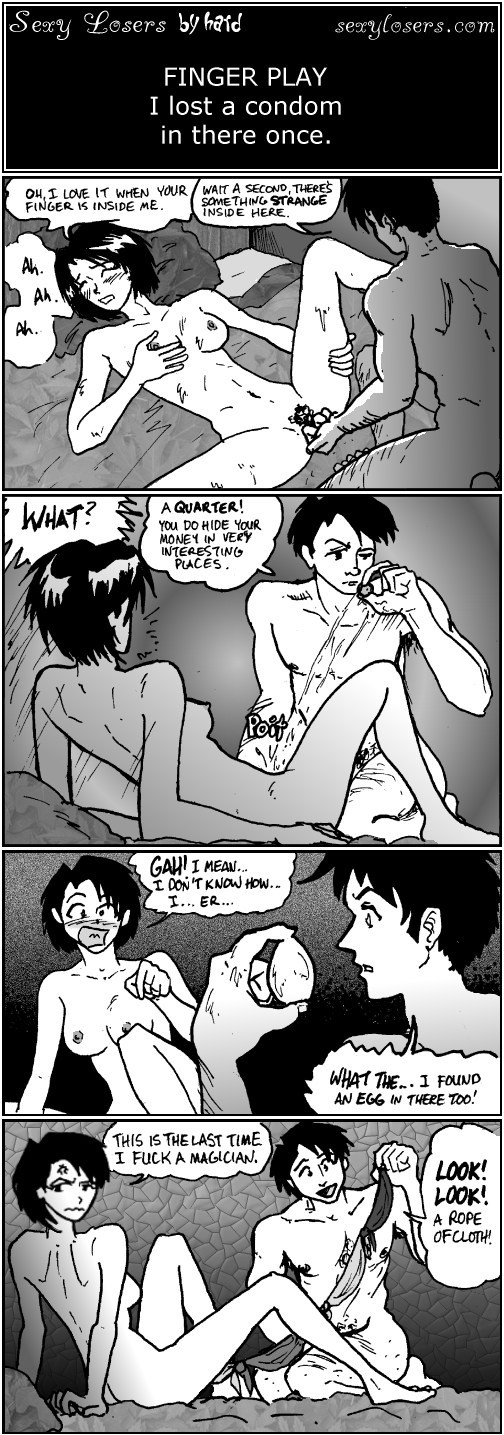 Sexy Losers by hard
sexylosers.com
FINGER PLAY
I lost a condom
in there once.
OH, I LOVE IT WHEN YOUR
FINGER IS INSIDE ME.
WAIT A SECOND, THERE'S
SOMETHING STRANGE
INSIDE HERE.
Ah.
Ah.
Ah.
WHAT?
A QUARTER!
YOU DO HIDE YOUR
MONEY IN VERY
INTERESTING
PLACES.
Poit
GAH! I MEAN...
I DON'T KNOW HOW...
I... ER...
WHAT THE... I FOUND
AN EGG IN THERE TOO!
THIS IS THE LAST TIME
I FUCK A MAGICIAN.
LOOK!
LOOK!
A ROPE
OF CLOTH!